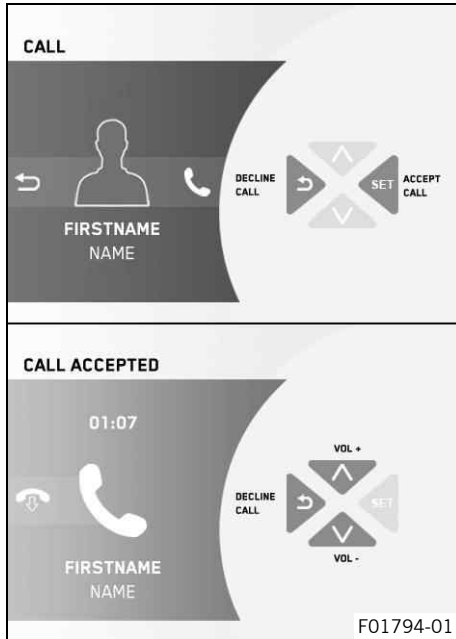 CALL
DECLINE
CALL
SET
ACCEPT
CALL
FIRSTNAME
NAME
CALL ACCEPTED
01:07
VOL +
DECLINE
CALL
SET
VOL -
FIRSTNAME
NAME
F01794-01